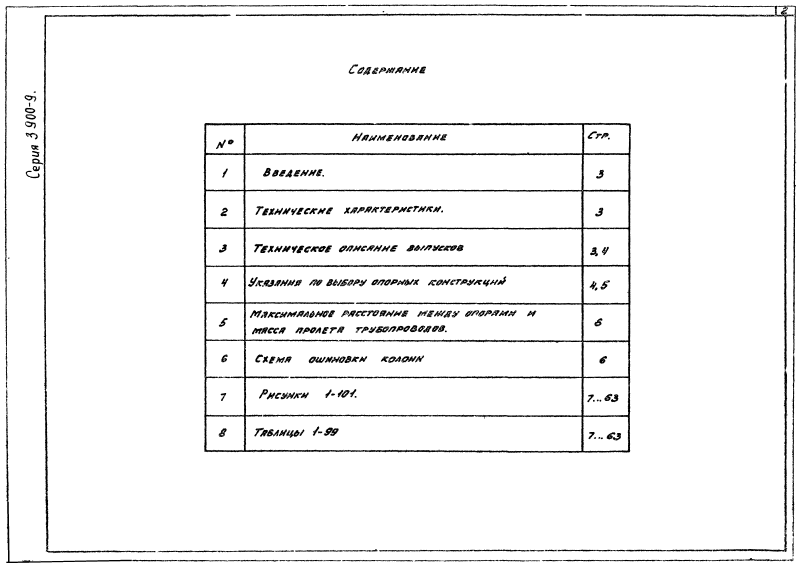 2
Серия 3 900-9.
Содержание
№ Наименование Стр.
1 Введение. 3
2 Технические характеристики. 3
3 Техническое описание выпусков 3,4
4 Указания по выбору опорных конструкций 4,5
5 Максимальное расстояние между опорами и
масса пролета трубопроводов. 6
6 Схема ошиновки колонн 6
7 Рисунки 1-101. 7...63
8 Таблицы 1-99 7...63